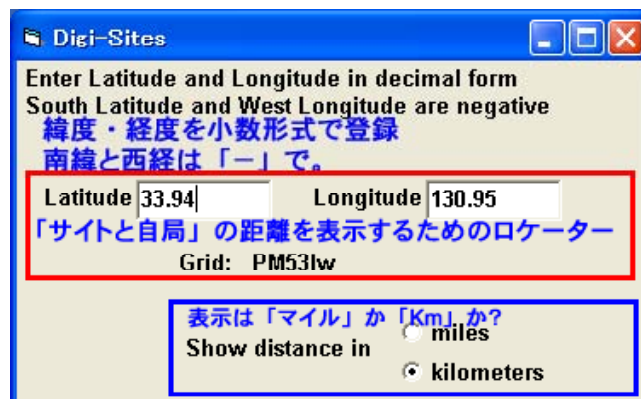 Digi-Sites
Enter Latitude and Longitude in decimal form
South Latitude and West Longitude are negative
緯度・経度を小数形式で登録
南緯と西経は「－」で。
Latitude 33.94 Longitude 130.95
「サイトと自局」の距離を表示するためのロケーター
Grid: PM53lw
表示は「マイル」か「Km」か?
miles
Show distance in
kilometers